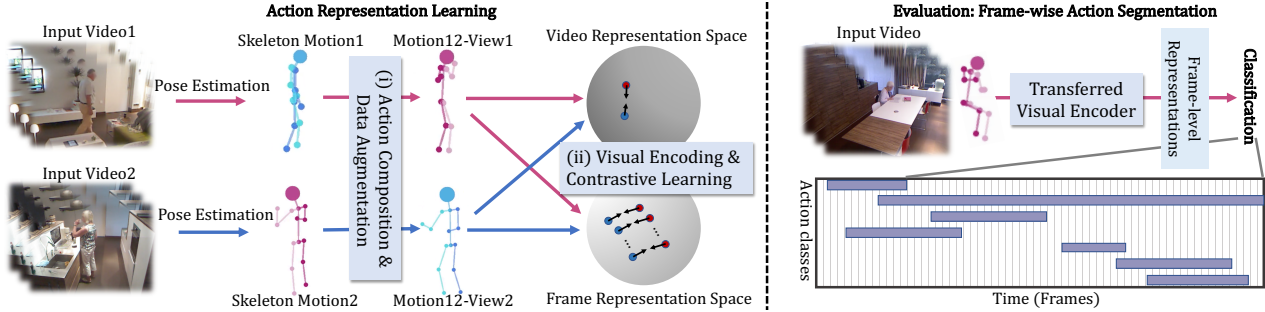 Action Representation Learning
Input Video1
Pose Estimation
Skeleton Motion1
(i) Action Composition &
Data Augmentation
Motion12-View1
Video Representation Space
Input Video2
Pose Estimation
Skeleton Motion2
Motion12-View2
(ii) Visual Encoding &
Contrastive Learning
Frame Representation Space
Evaluation: Frame-wise Action Segmentation
Input Video
Transferred
Visual Encoder
Frame-level
Representations
Classification
Action classes
Time (Frames)